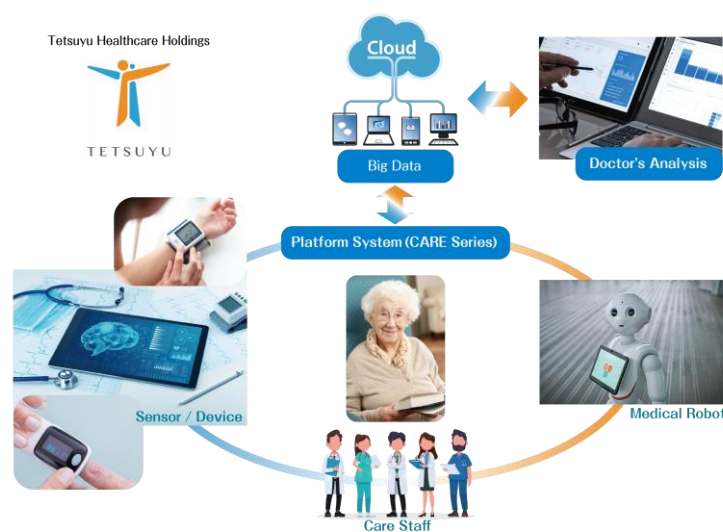 Tetsuyu Healthcare Holdings
TETSUYU
Cloud
Big Data
Doctor's Analysis
Platform System (CARE Series)
Sensor / Device
Medical Robot
Care Staff